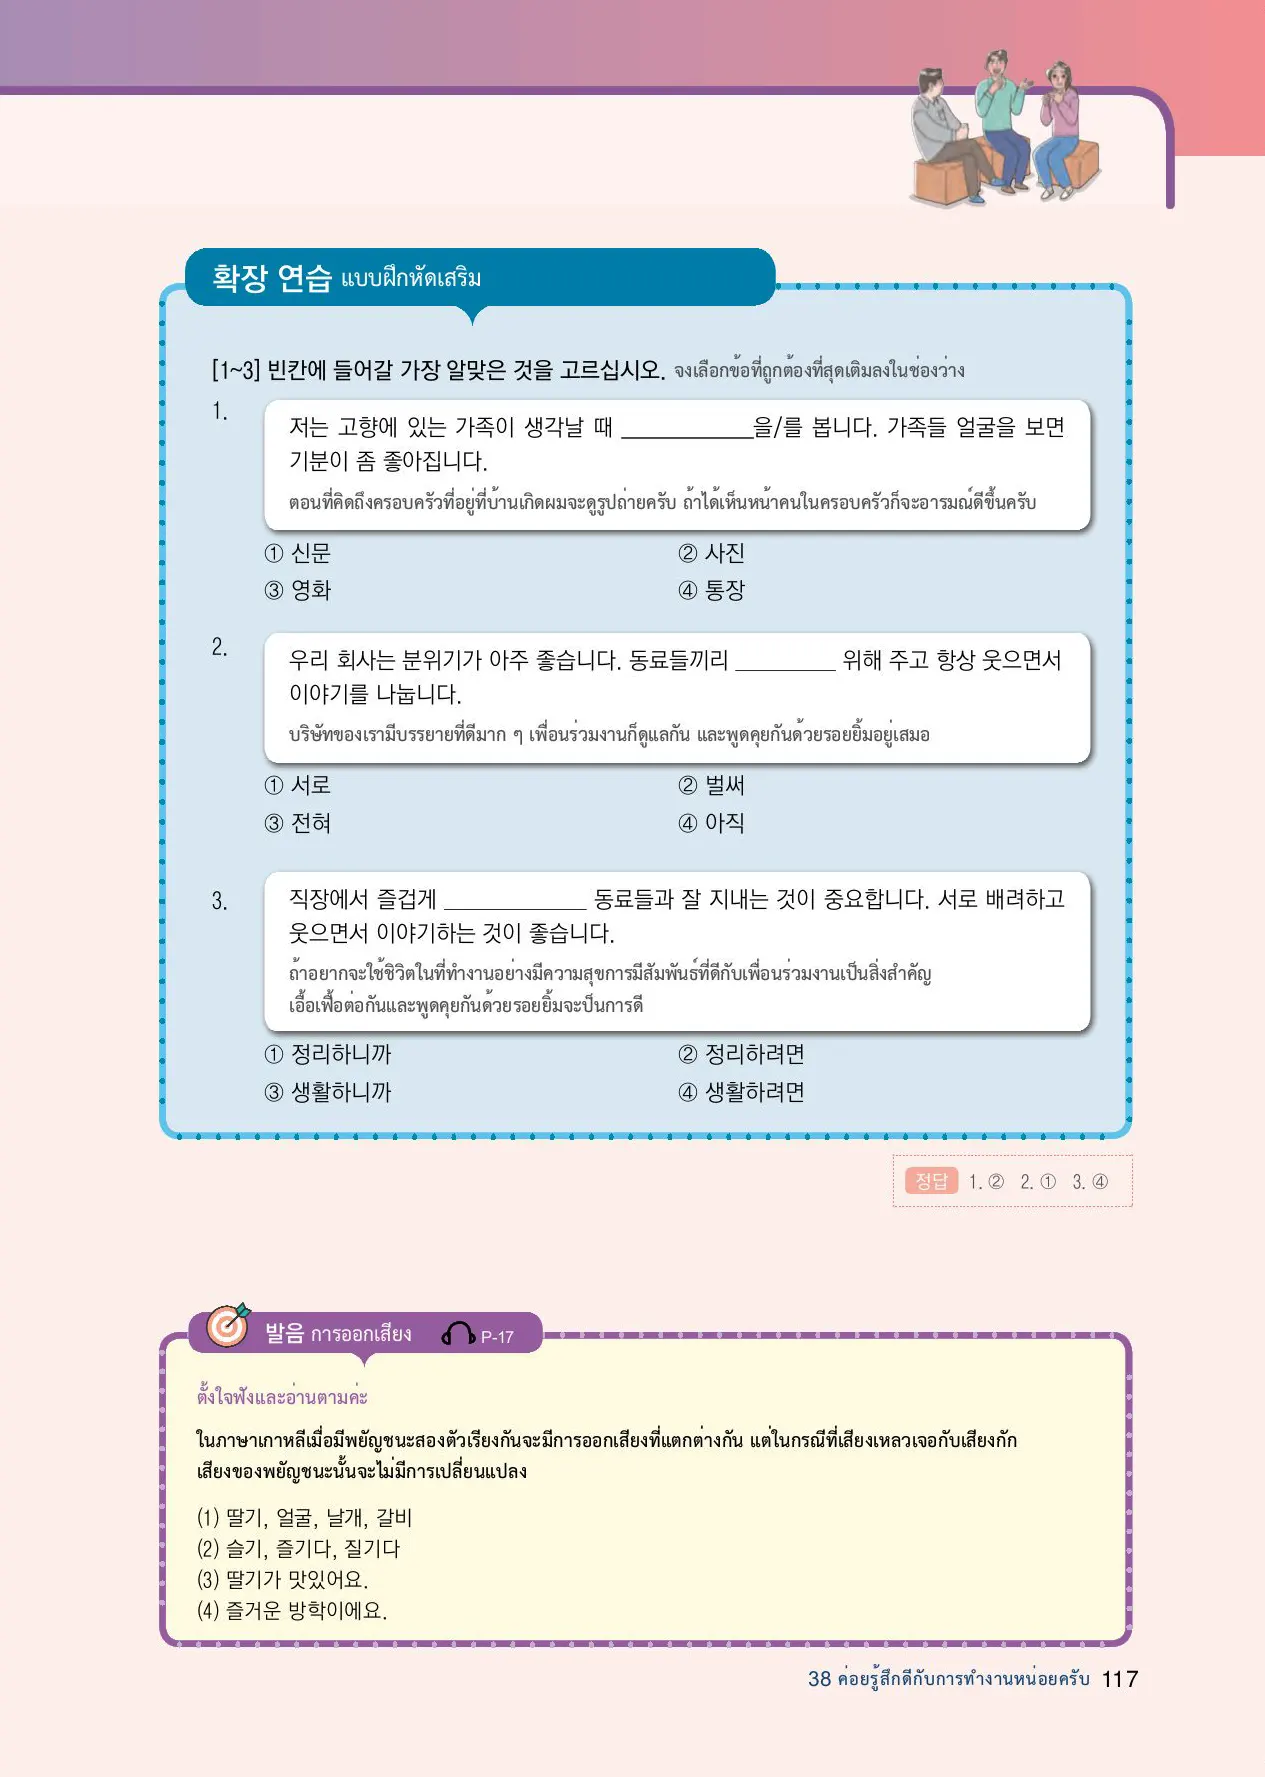 확장 연습 แบบฝึกหัดเสริม
[1~3] 빈칸에 들어갈 가장 알맞은 것을 고르십시오. จงเลือกข้อที่ถูกต้องที่สุดเติมลงในช่องว่าง
1.
저는 고향에 있는 가족이 생각날 때 ____________을/를 봅니다. 가족들 얼굴을 보면
기분이 좀 좋아집니다.
ตอนที่คิดถึงครอบครัวที่อยู่ที่บ้านเกิดผมจะดูรูปถ่ายครับ ถ้าได้เห็นหน้าคนในครอบครัวก็จะอารมณ์ดีขึ้นครับ
① 신문 ② 사진
③ 영화 ④ 통장
2.
우리 회사는 분위기가 아주 좋습니다. 동료들끼리 _________ 위해 주고 항상 웃으면서
이야기를 나눕니다.
บริษัทของเรามีบรรยายที่ดีมาก ๆ เพื่อนร่วมงานก็ดูแลกัน และพูดคุยกันด้วยรอยยิ้มอยู่เสมอ
① 서로 ② 벌써
③ 전혀 ④ 아직
3.
직장에서 즐겁게 _____________ 동료들과 잘 지내는 것이 중요합니다. 서로 배려하고
웃으면서 이야기하는 것이 좋습니다.
ถ้าอยากจะใช้ชีวิตในที่ทำงานอย่างมีความสุขการมีสัมพันธ์ที่ดีกับเพื่อนร่วมงานเป็นสิ่งสำคัญ
เอื้อเฟื้อต่อกันและพูดคุยกันด้วยรอยยิ้มจะป็นการดี
① 정리하니까 ② 정리하려면
③ 생활하니까 ④ 생활하려면
정답 1. ② 2. ① 3. ④
발음 การออกเสียง P-17
ตั้งใจฟังและอ่านตามค่ะ
ในภาษาเกาหลีเมื่อมีพยัญชนะสองตัวเรียงกันจะมีการออกเสียงที่แตกต่างกัน แต่ในกรณีที่เสียงเหลวเจอกับเสียงกัก
เสียงของพยัญชนะนั้นจะไม่มีการเปลี่ยนแปลง
(1) 딸기, 얼굴, 날개, 갈비
(2) 슬기, 즐기다, 질기다
(3) 딸기가 맛있어요.
(4) 즐거운 방학이에요.
38 ค่อยรู้สึกดีกับการทำงานหน่อยครับ 117